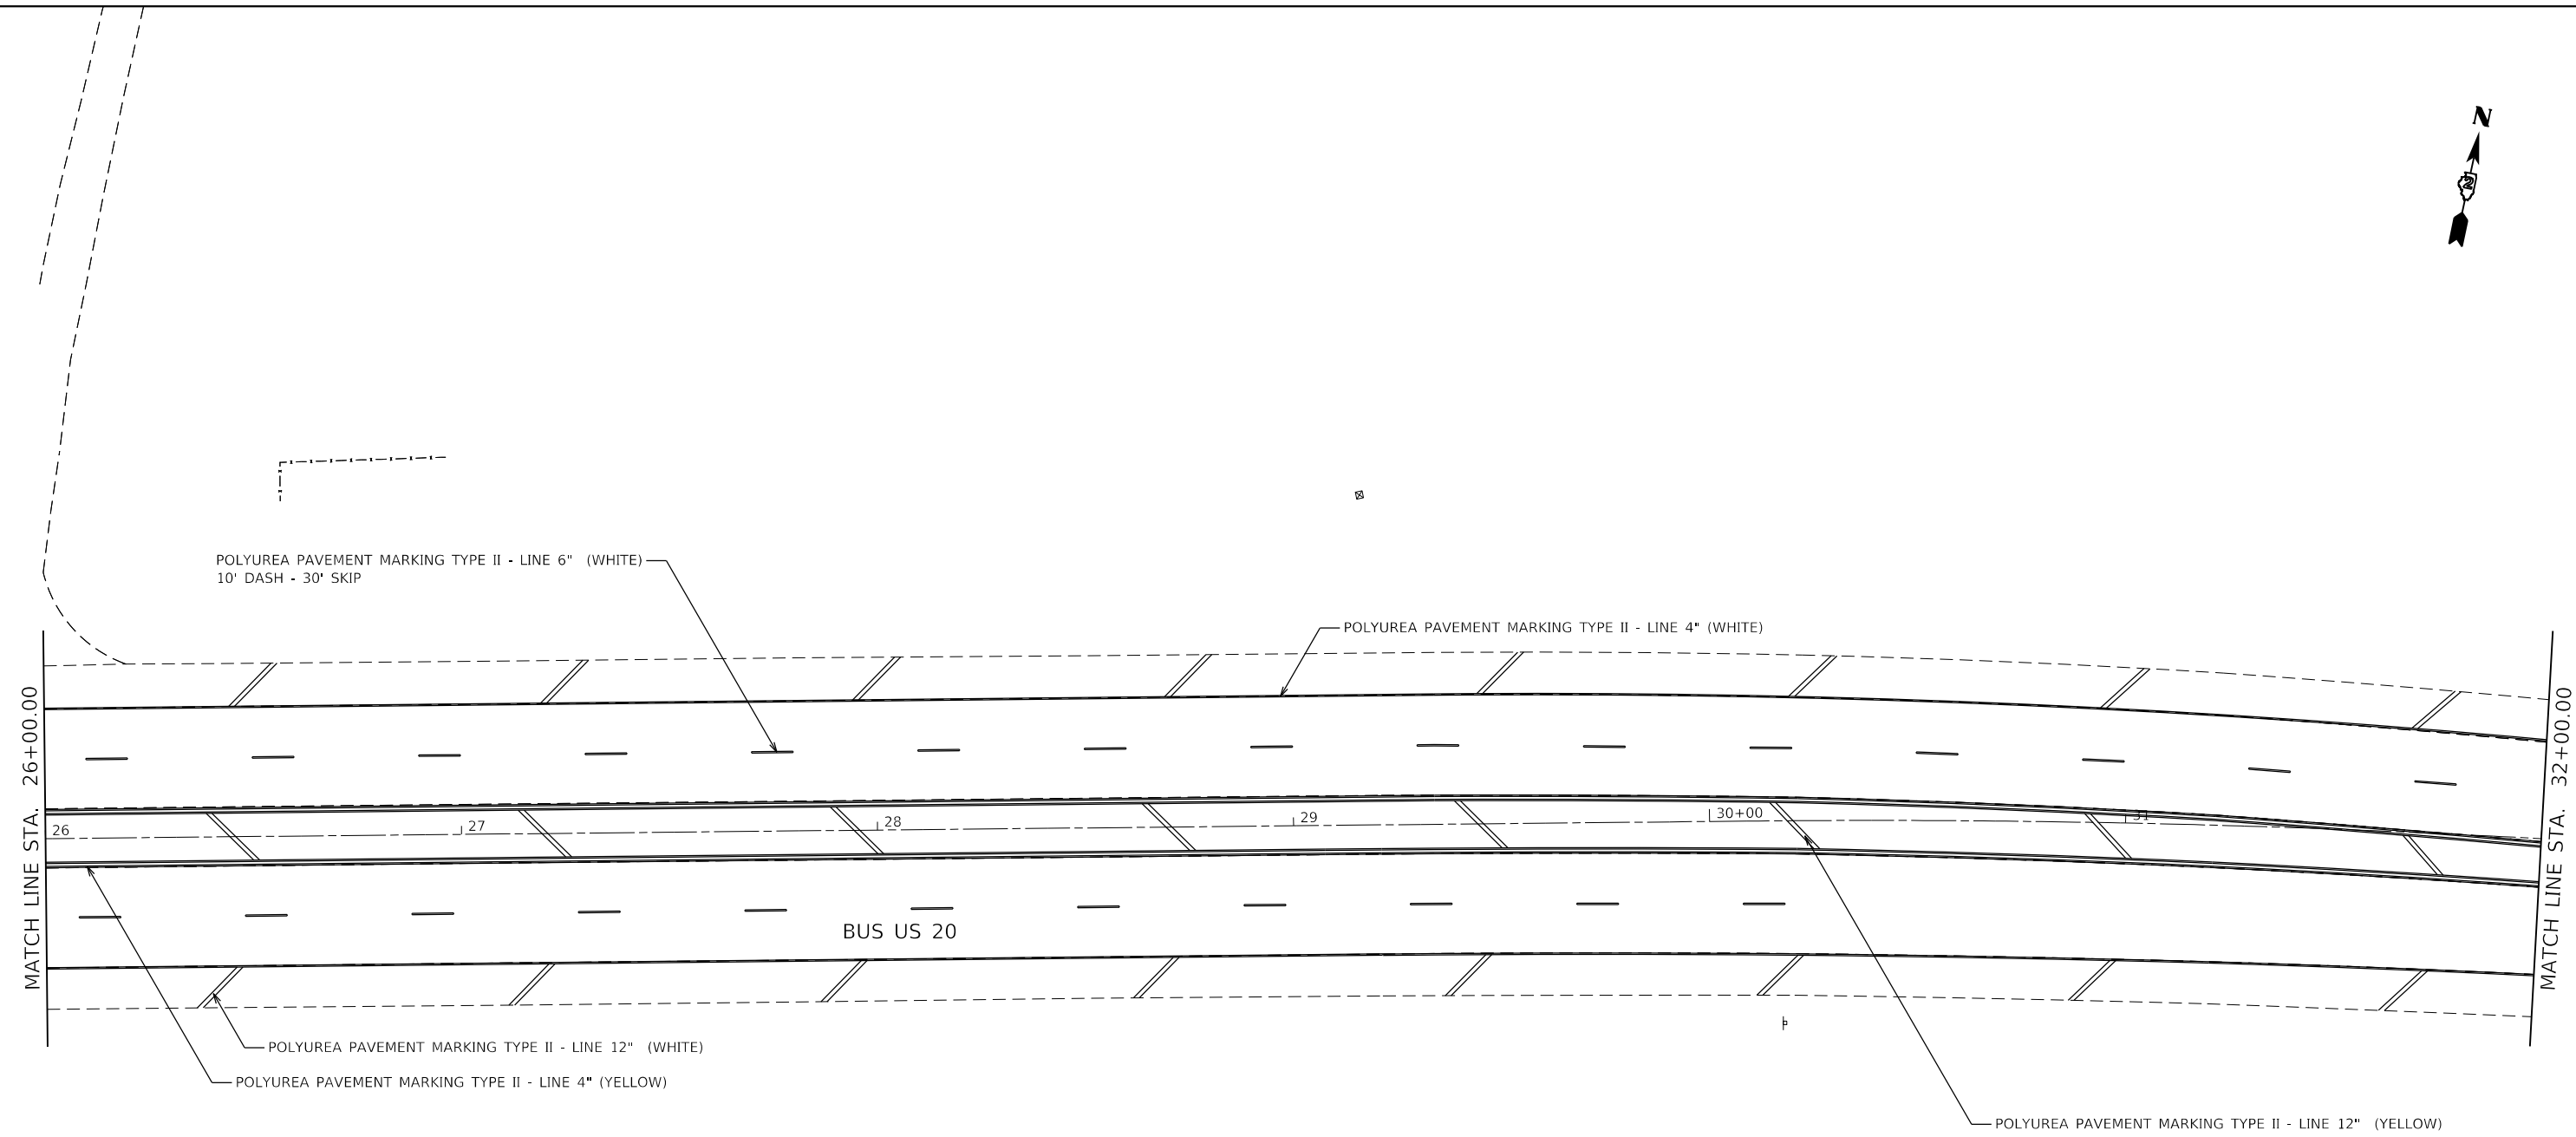 N
2
POLYUREA PAVEMENT MARKING TYPE II - LINE 6" (WHITE)
10' DASH - 30' SKIP
POLYUREA PAVEMENT MARKING TYPE II - LINE 4" (WHITE)
MATCH LINE STA. 26+00.00
MATCH LINE STA. 32+00.00
26
27
28
29
30+00
31
BUS US 20
POLYUREA PAVEMENT MARKING TYPE II - LINE 12" (WHITE)
POLYUREA PAVEMENT MARKING TYPE II - LINE 4" (YELLOW)
POLYUREA PAVEMENT MARKING TYPE II - LINE 12" (YELLOW)